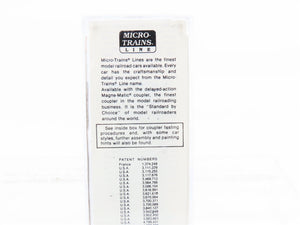 MICRO-
TRAINS®
LINE
Micro-Trains® Lines are the finest
model railroad cars available. Every
car has the craftsmanship and
detail you expected from the Micro-
Trains® Line name.
Available with the delayed-action
Magne-Matic® coupler, the finest
coupler in the model railroading
business. It is the "Standard by
Choice" of model railroaders
around the world.
See inside box for coupler testing
procedures and, with some car
styles, further assembly and painting
hints will also be found.
PATENT NUMBERS
France
U.S.A.
U.S.A.
U.S.A.
U.S.A.
U.S.A.
U.S.A.
U.S.A.
U.S.A.
U.S.A.
U.S.A.
U.S.A.
U.S.A.
U.S.A.
U.S.A.